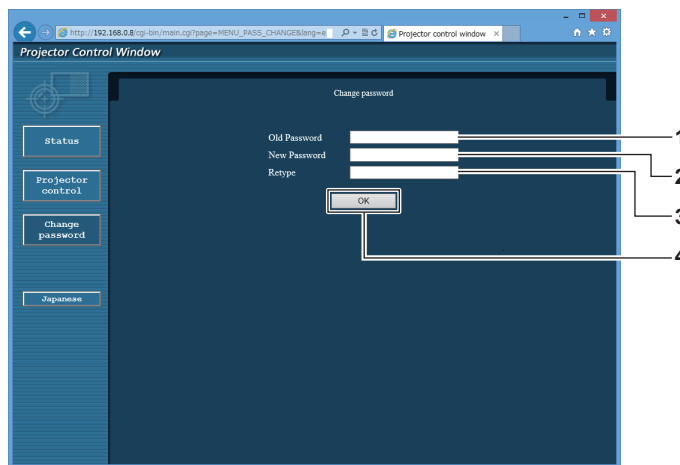 http://192.168.0.8/cgi-bin/main.cgi?page=MENU_PASS_CHANGE&lang=e
Projector control window
Projector Control Window
Change password
Status
Old Password
1
New Password
2
Projector
control
Retype
3
OK
Change
password
4
Japanese